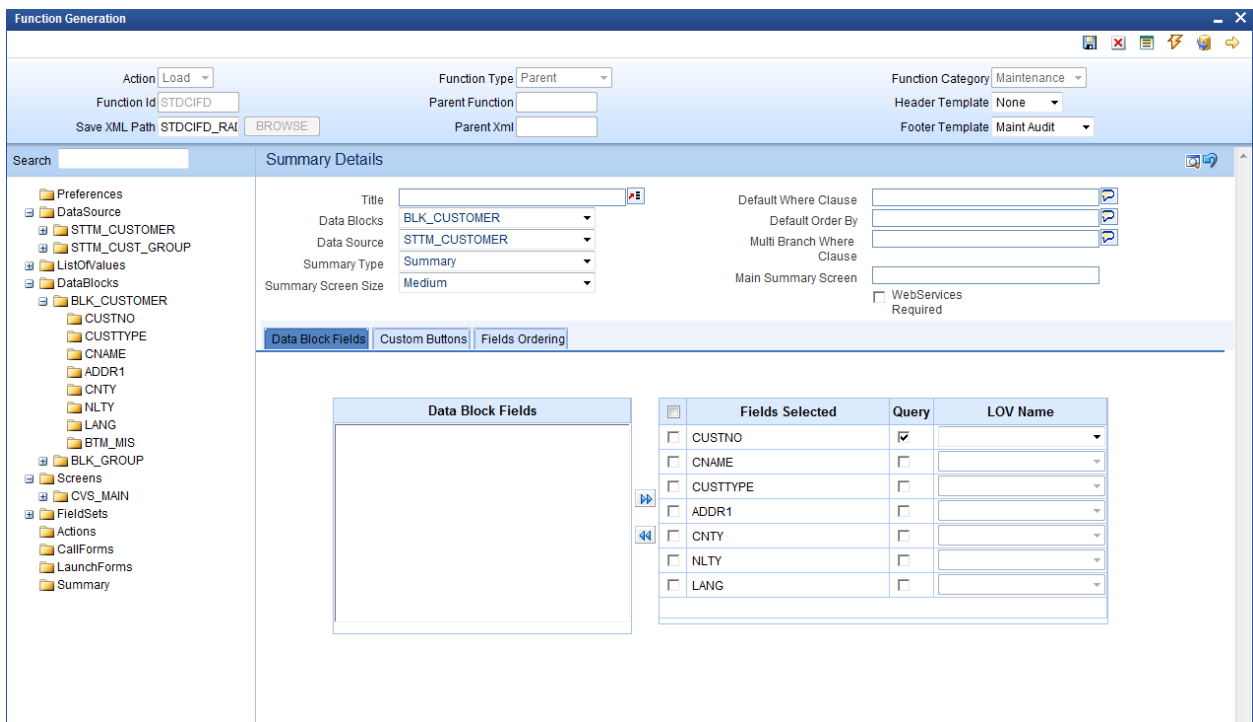 Function Generation
Action Load
Function Type Parent
Function Category Maintenance
Function Id STDCIFD
Parent Function
Header Template None
Save XML Path STDCIFD_RAD BROWSE
Parent Xml
Footer Template Maint Audit
Search
Summary Details
Preferences
DataSource
STTM_CUSTOMER
STTM_CUST_GROUP
ListOfValues
DataBlocks
BLK_CUSTOMER
CUSTNO
CUSTTYPE
CNAME
ADDR1
CNTY
NLTY
LANG
BTM_MIS
BLK_GROUP
Screens
CVS_MAIN
FieldSets
Actions
CallForms
LaunchForms
Summary
Title
Data Blocks BLK_CUSTOMER
Data Source STTM_CUSTOMER
Summary Type Summary
Summary Screen Size Medium
Default Where Clause
Default Order By
Multi Branch Where
Clause
Main Summary Screen
WebServices
Required
Data Block Fields Custom Buttons Fields Ordering
Data Block Fields
Fields Selected Query LOV Name
CUSTNO
CNAME
CUSTTYPE
ADDR1
CNTY
NLTY
LANG